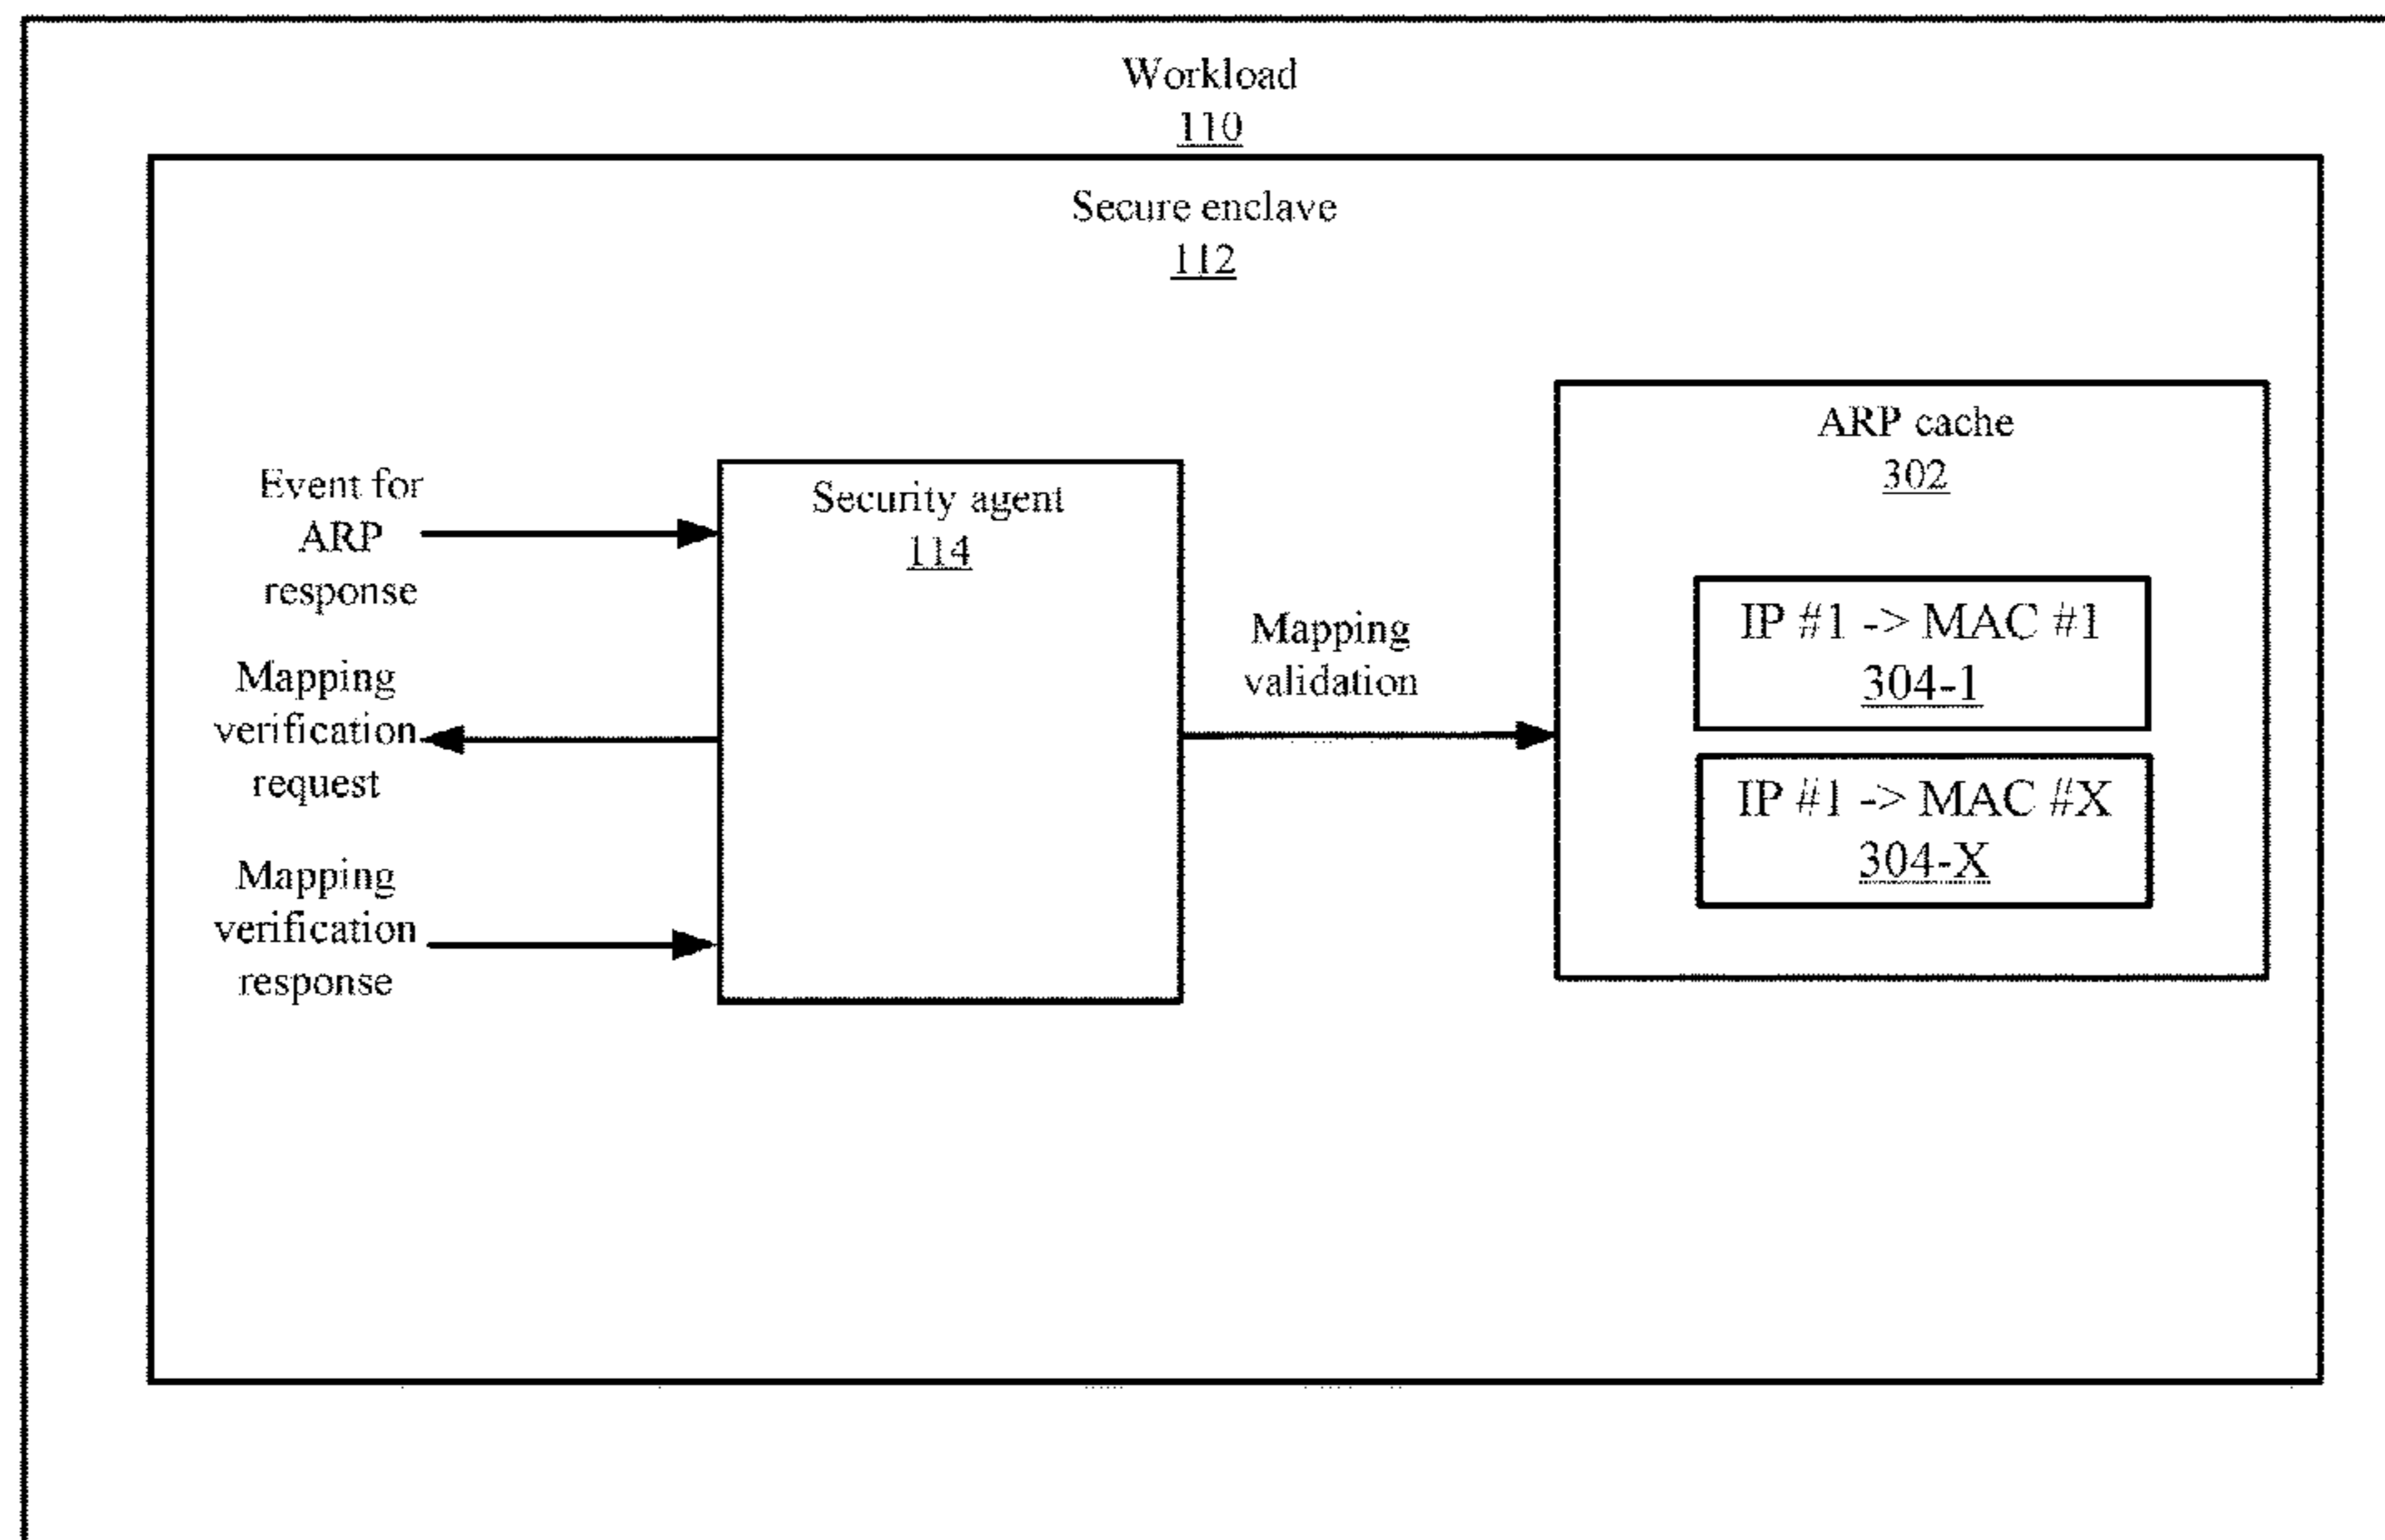 Workload
110
Secure enclave
112
Event for
ARP
response
Mapping
verification
request
Mapping
verification
response
Security agent
114
Mapping
validation
ARP cache
302
IP #1 -> MAC #1
304-1
IP #1 -> MAC #X
304-X